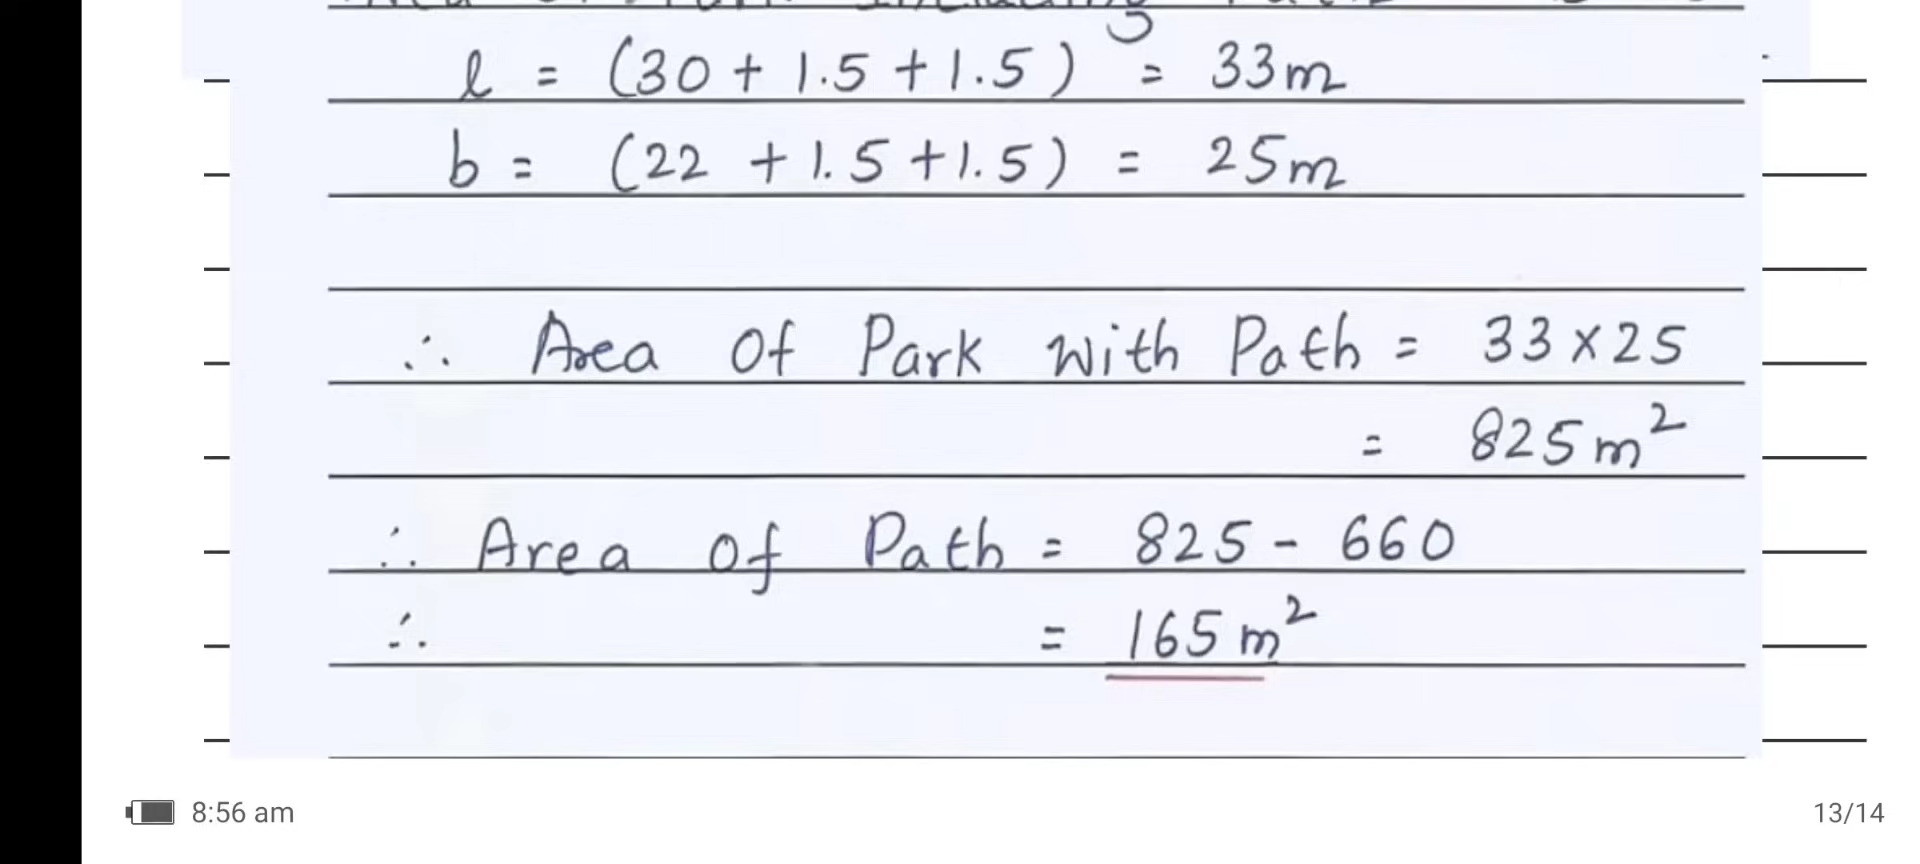 l = (30 + 1.5 + 1.5) = 33m
b = (22 + 1.5 + 1.5) = 25m
∴ Area Of Park with Path = 33 × 25
= 825 m²
∴ Area of Path = 825 - 660
∴ = 165 m²
8:56 am
13/14